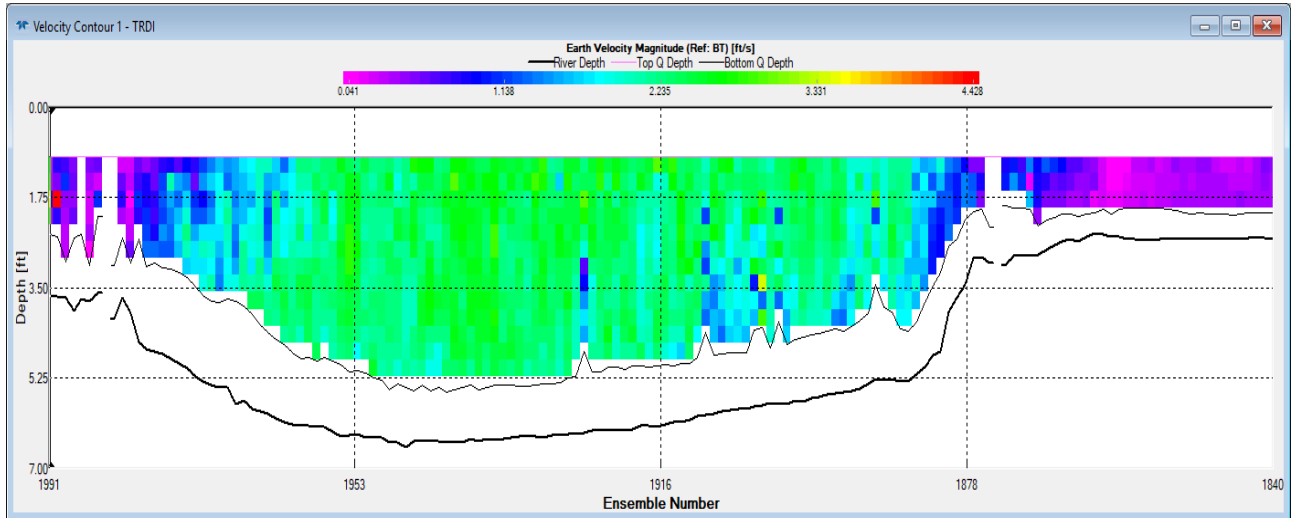 Velocity Contour 1 - TRDI
Earth Velocity Magnitude (Ref: BT) [ft/s]
River Depth Top Q Depth Bottom Q Depth
0.041 1.138 2.235 3.331 4.428
0.00
1.75
3.50
5.25
7.00
Depth [ft]
1991 1953 1916 1878 1840
Ensemble Number